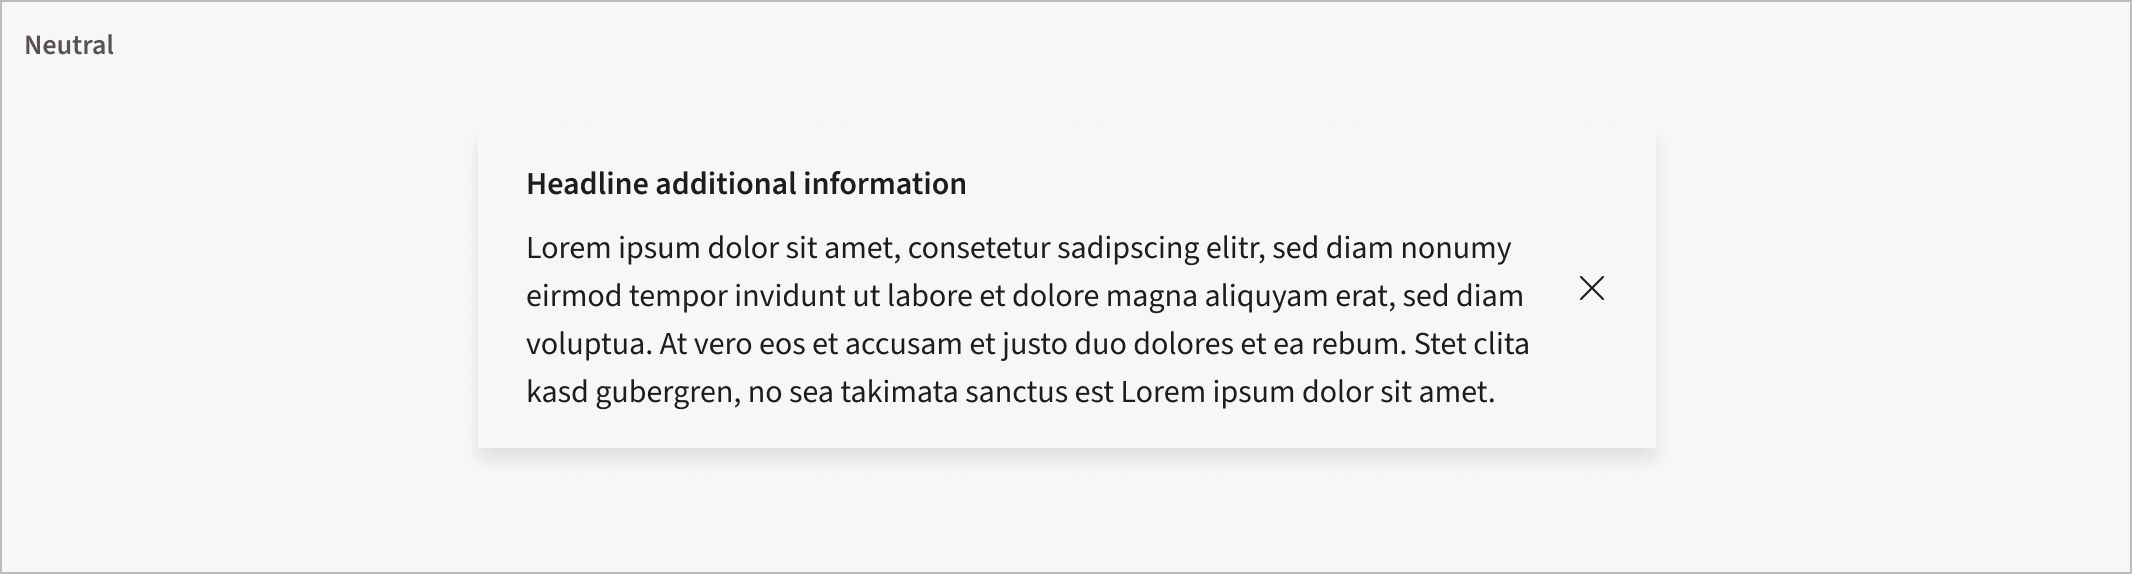 Neutral
Headline additional information
Lorem ipsum dolor sit amet, consetetur sadipscing elitr, sed diam nonumy
eirmod tempor invidunt ut labore et dolore magna aliquyam erat, sed diam
voluptua. At vero eos et accusam et justo duo dolores et ea rebum. Stet clita
kasd gubergren, no sea takimata sanctus est Lorem ipsum dolor sit amet.